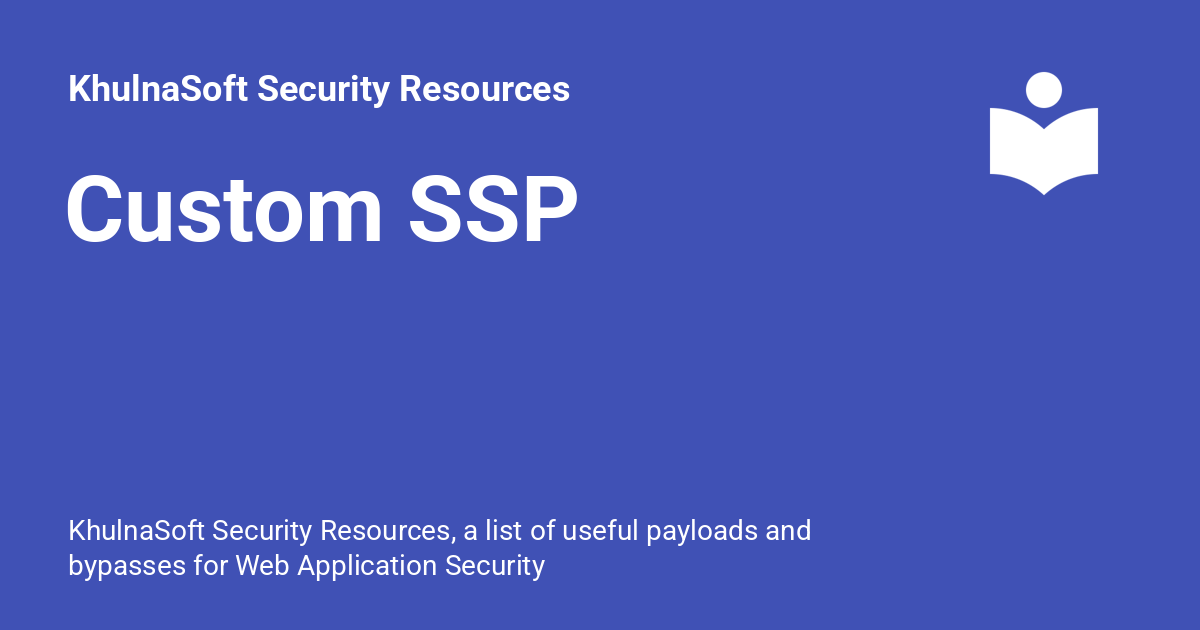 KhulnaSoft Security Resources
Custom SSP
KhulnaSoft Security Resources, a list of useful payloads and
bypasses for Web Application Security